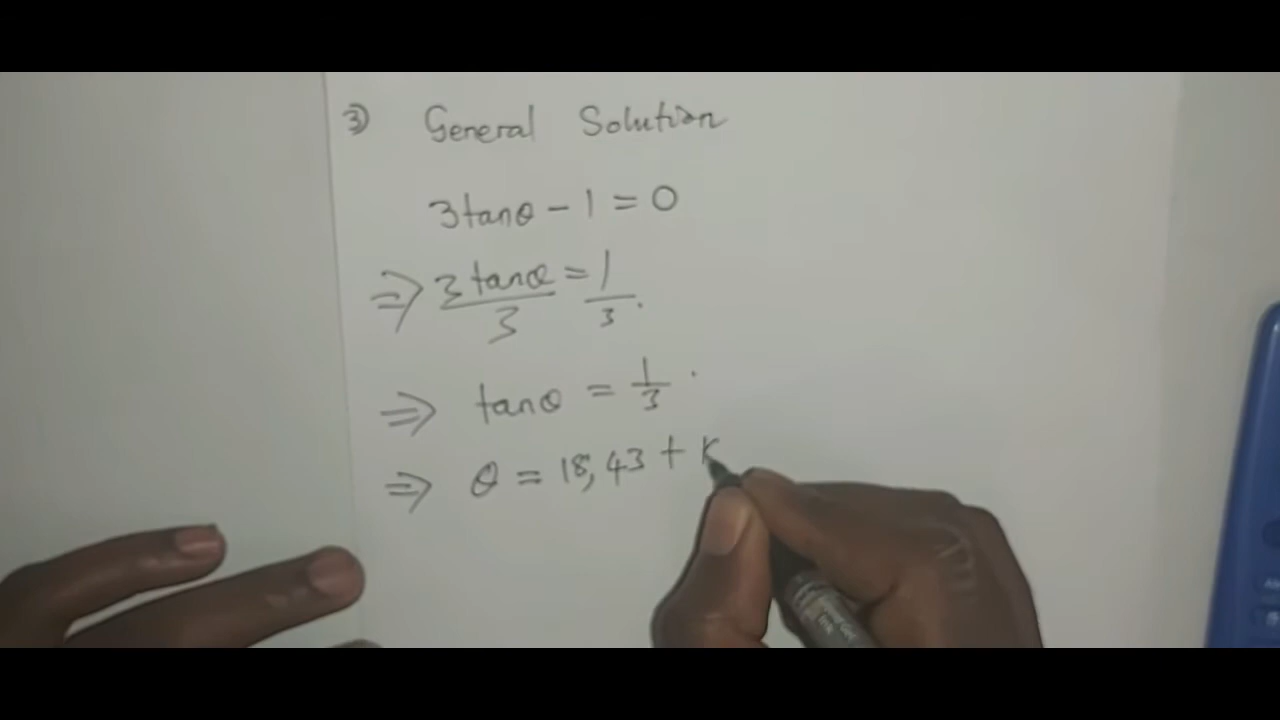 ③ General Solution
3tanθ - 1 = 0
⇒ 3tanθ/3 = 1/3.
⇒ tanθ = 1/3.
⇒ θ = 18,43 + K